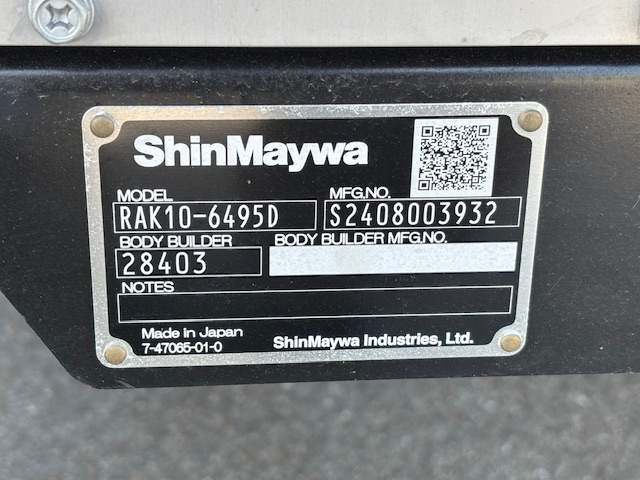 ShinMaywa
MODEL MFG.NO.
RAK10-6495D S2408003932
BODY BUILDER BODY BUILDER MFG.NO.
28403
NOTES
Made in Japan
7-47065-01-0 ShinMaywa Industries, Ltd.